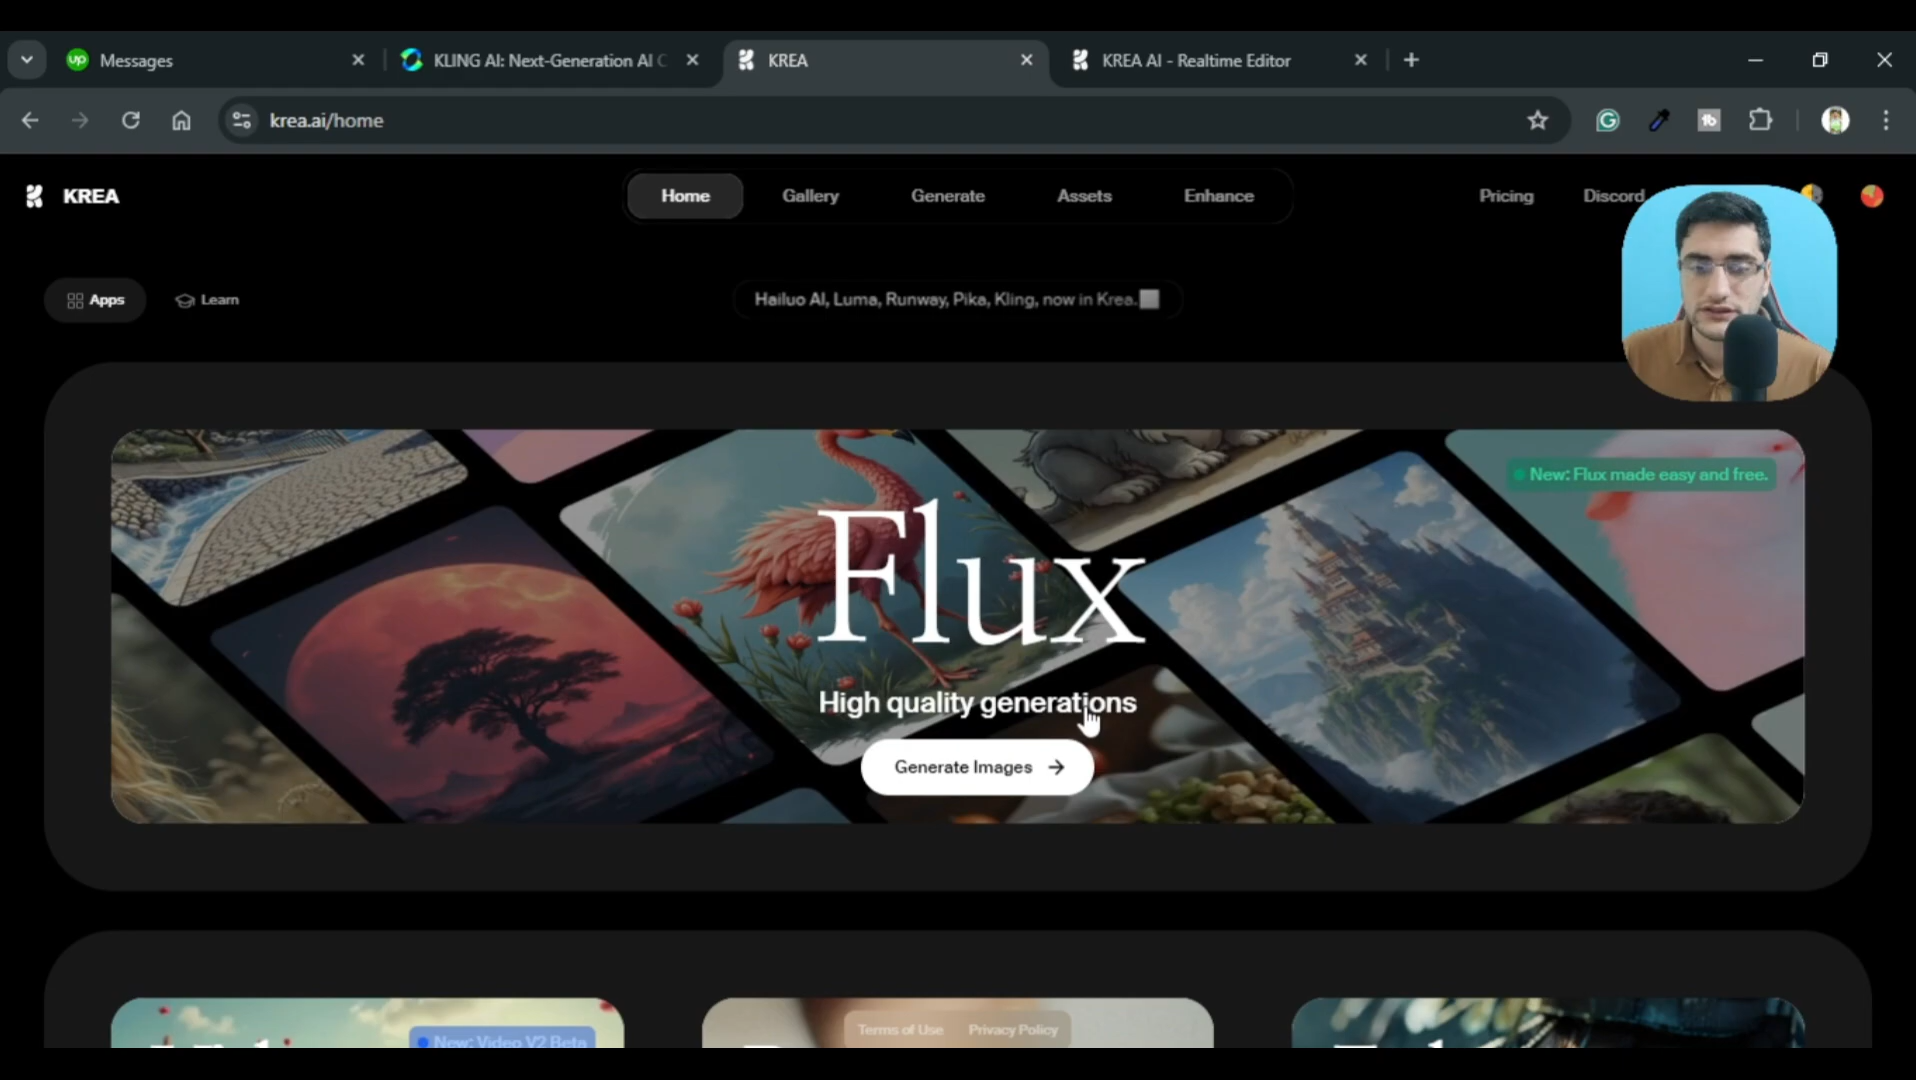 Messages
KLING AI: Next-Generation AI C
KREA
KREA AI - Realtime Editor
krea.ai/home
KREA
Home
Gallery
Generate
Assets
Enhance
Pricing
Discord
Apps
Learn
Hailuo AI, Luma, Runway, Pika, Kling, now in Krea.
New: Flux made easy and free.
Flux
High quality generations
Generate Images
New: Video V2 Beta
Terms of Use
Privacy Policy